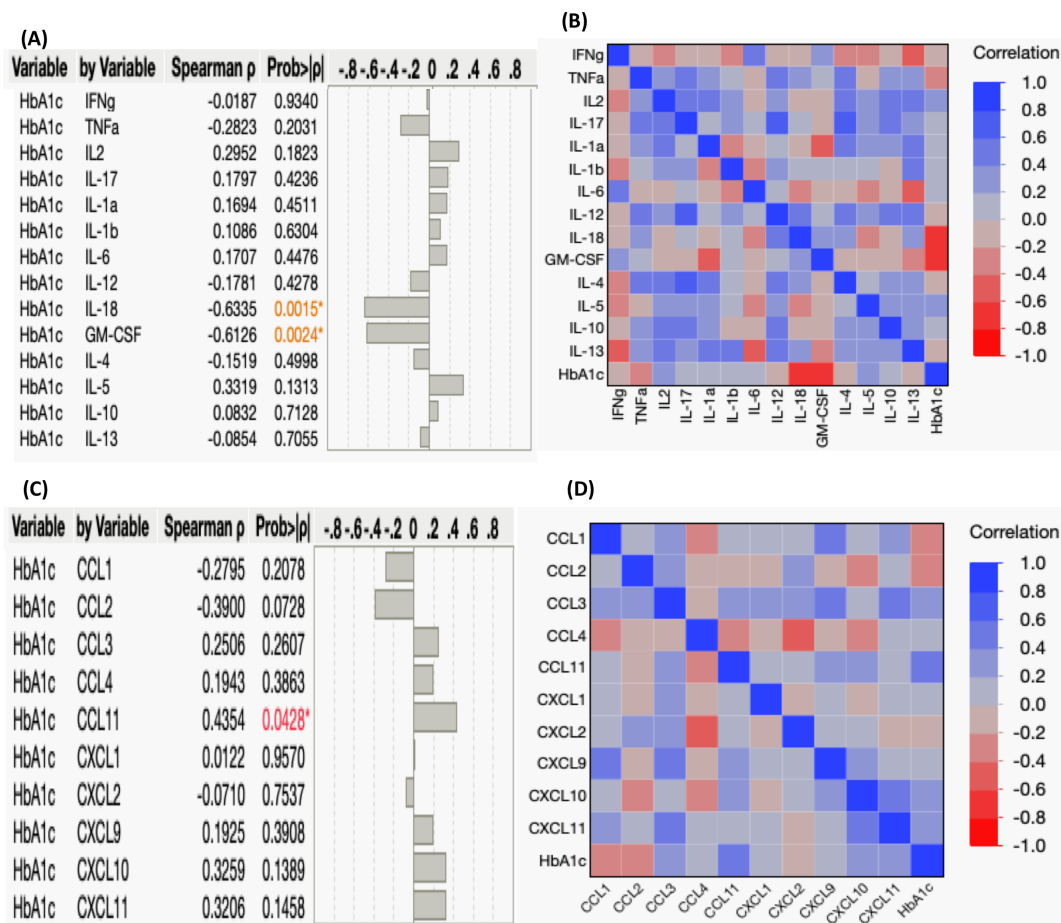 (A)
Variable by Variable Spearman ρ Prob>|ρ| -.8 -.6 -.4 -.2 0 .2 .4 .6 .8
HbA1c IFNg -0.0187 0.9340
HbA1c TNFa -0.2823 0.2031
HbA1c IL2 0.2952 0.1823
HbA1c IL-17 0.1797 0.4236
HbA1c IL-1a 0.1694 0.4511
HbA1c IL-1b 0.1086 0.6304
HbA1c IL-6 0.1707 0.4476
HbA1c IL-12 -0.1781 0.4278
HbA1c IL-18 -0.6335 0.0015*
HbA1c GM-CSF -0.6126 0.0024*
HbA1c IL-4 -0.1519 0.4998
HbA1c IL-5 0.3319 0.1313
HbA1c IL-10 0.0832 0.7128
HbA1c IL-13 -0.0854 0.7055
(B)
IFNg
TNFa
IL2
IL-17
IL-1a
IL-1b
IL-6
IL-12
IL-18
GM-CSF
IL-4
IL-5
IL-10
IL-13
HbA1c
IFNg TNFa IL2 IL-17 IL-1a IL-1b IL-6 IL-12 IL-18 GM-CSF IL-4 IL-5 IL-10 IL-13 HbA1c
Correlation
1.0
0.8
0.6
0.4
0.2
0.0
-0.2
-0.4
-0.6
-0.8
-1.0
(C)
Variable by Variable Spearman ρ Prob>|ρ| -.8 -.6 -.4 -.2 0 .2 .4 .6 .8
HbA1c CCL1 -0.2795 0.2078
HbA1c CCL2 -0.3900 0.0728
HbA1c CCL3 0.2506 0.2607
HbA1c CCL4 0.1943 0.3863
HbA1c CCL11 0.4354 0.0428*
HbA1c CXCL1 0.0122 0.9570
HbA1c CXCL2 -0.0710 0.7537
HbA1c CXCL9 0.1925 0.3908
HbA1c CXCL10 0.3259 0.1389
HbA1c CXCL11 0.3206 0.1458
(D)
CCL1
CCL2
CCL3
CCL4
CCL11
CXCL1
CXCL2
CXCL9
CXCL10
CXCL11
HbA1c
CCL1 CCL2 CCL3 CCL4 CCL11 CXCL1 CXCL2 CXCL9 CXCL10 CXCL11 HbA1c
Correlation
1.0
0.8
0.6
0.4
0.2
0.0
-0.2
-0.4
-0.6
-0.8
-1.0